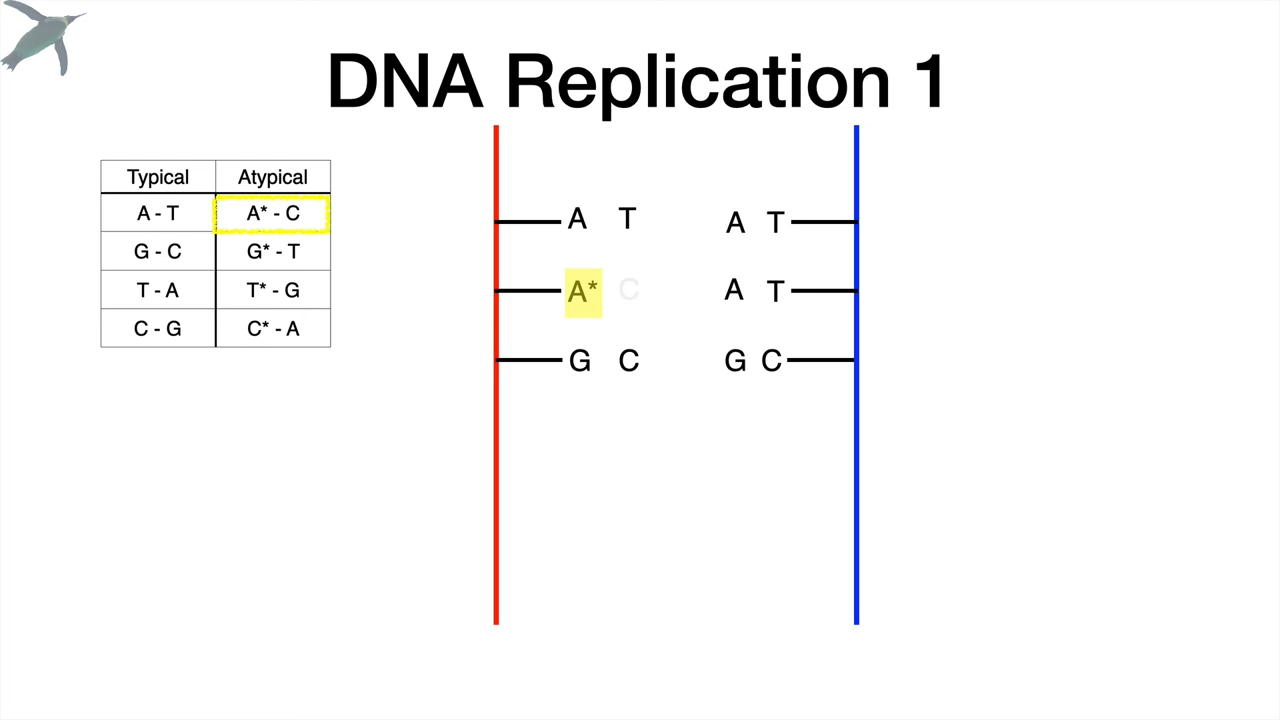 DNA Replication 1
Typical Atypical
A - T A* - C
G - C G* - T
T - A T* - G
C - G C* - A
A T A T
A* C A T
G C G C